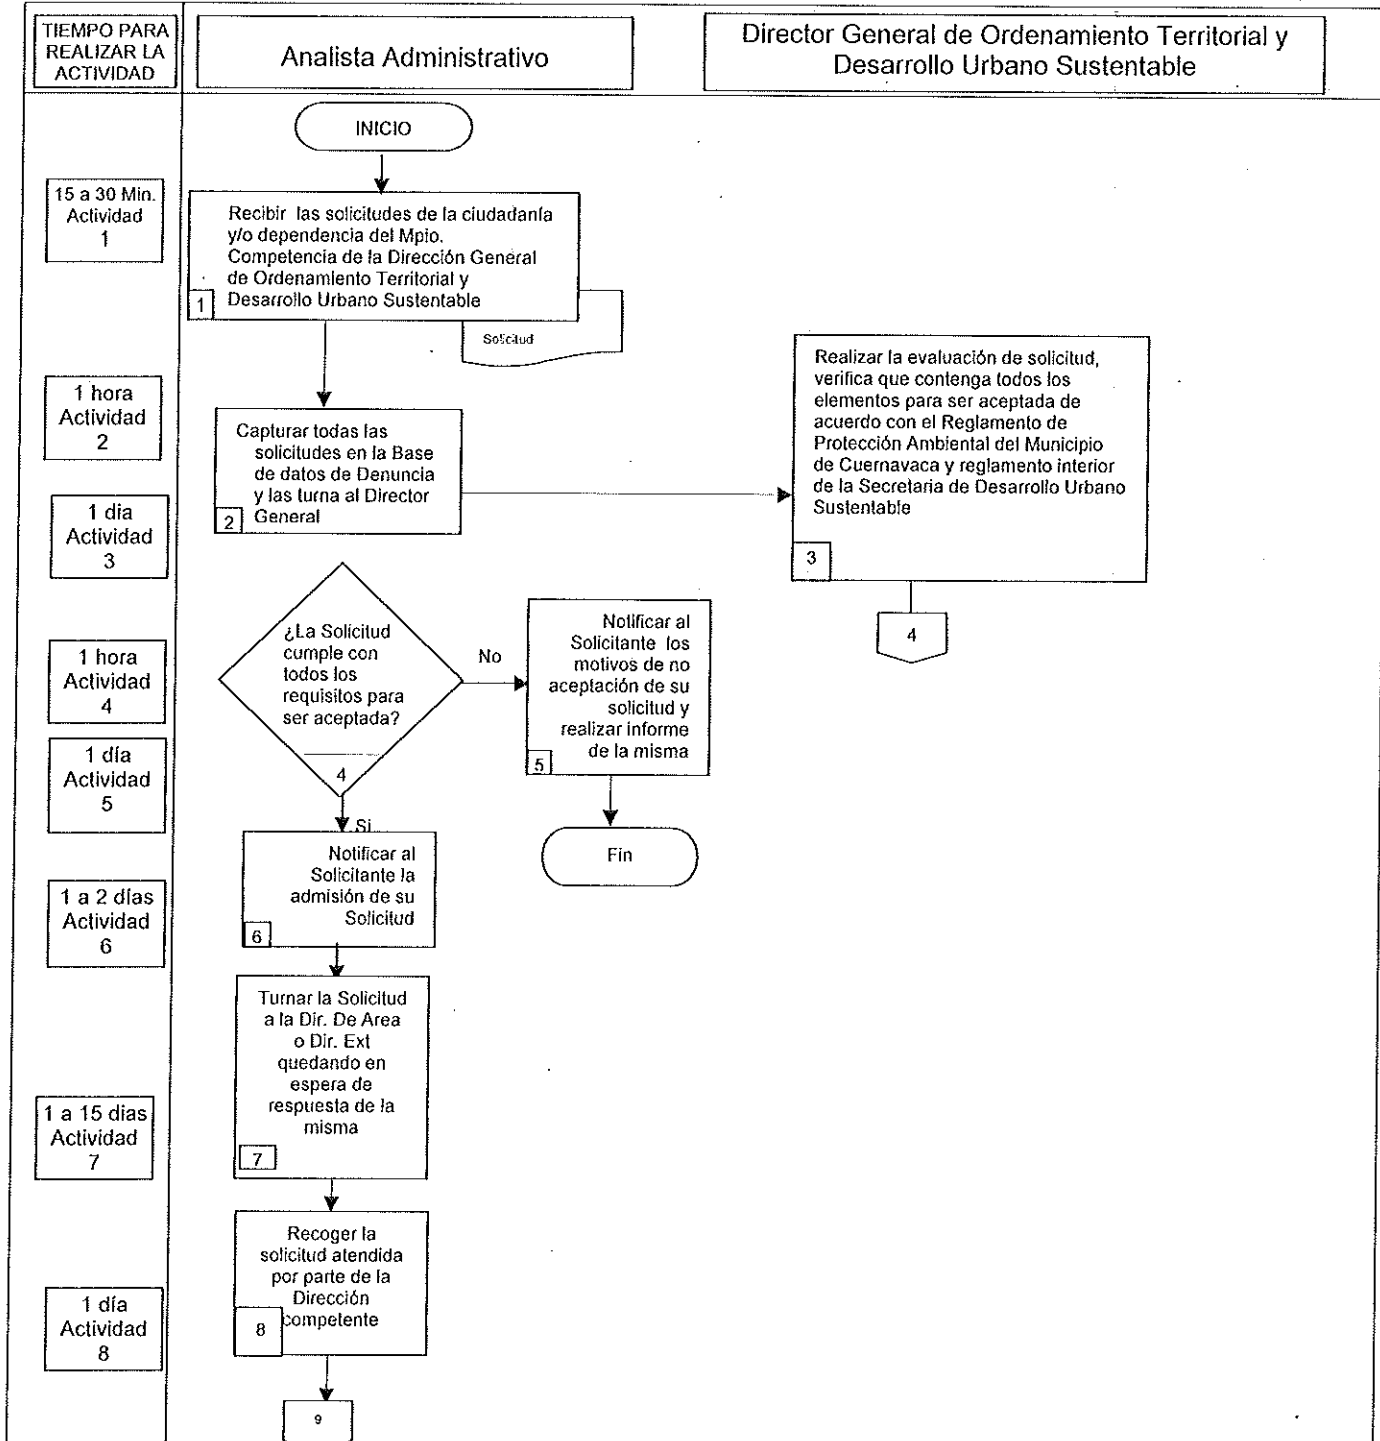 TIEMPO PARA
REALIZAR LA
ACTIVIDAD
Analista Administrativo
Director General de Ordenamiento Territorial y
Desarrollo Urbano Sustentable
INICIO
15 a 30 Min.
Actividad
1
Recibir las solicitudes de la ciudadanía
y/o dependencia del Mpio.
Competencia de la Dirección General
de Ordenamiento Territorial y
Desarrollo Urbano Sustentable
1
Solicitud
1 hora
Actividad
2
Capturar todas las
solicitudes en la Base
de datos de Denuncia
y las turna al Director
General
2
Realizar la evaluación de solicitud,
verifica que contenga todos los
elementos para ser aceptada de
acuerdo con el Reglamento de
Protección Ambiental del Municipio
de Cuernavaca y reglamento interior
de la Secretaria de Desarrollo Urbano
Sustentable
3
4
1 día
Actividad
3
1 hora
Actividad
4
¿La Solicitud
cumple con
todos los
requisitos para
ser aceptada?
4
No
Notificar al
Solicitante los
motivos de no
aceptación de su
solicitud y
realizar informe
de la misma
5
Fin
1 día
Actividad
5
Si
Notificar al
Solicitante la
admisión de su
Solicitud
6
1 a 2 días
Actividad
6
Turnar la Solicitud
a la Dir. De Area
o Dir. Ext
quedando en
espera de
respuesta de la
misma
7
1 a 15 dias
Actividad
7
Recoger la
solicitud atendida
por parte de la
Dirección
competente
8
1 día
Actividad
8
9